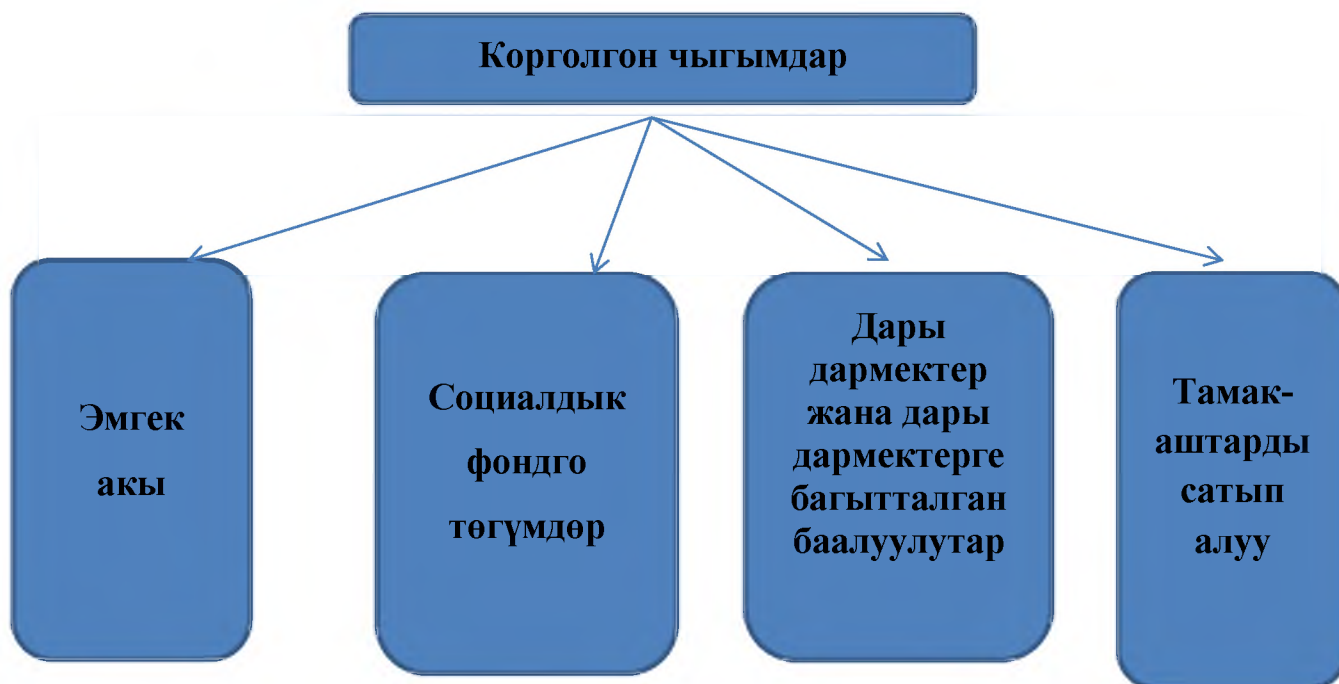 Корголгон чыгымдар
Эмгек
акы
Социалдык
фондго
төгүмдөр
Дары
дармектер
жана дары
дармектерге
багытталган
баалуулутар
Тамак-
аштарды
сатып
алуу